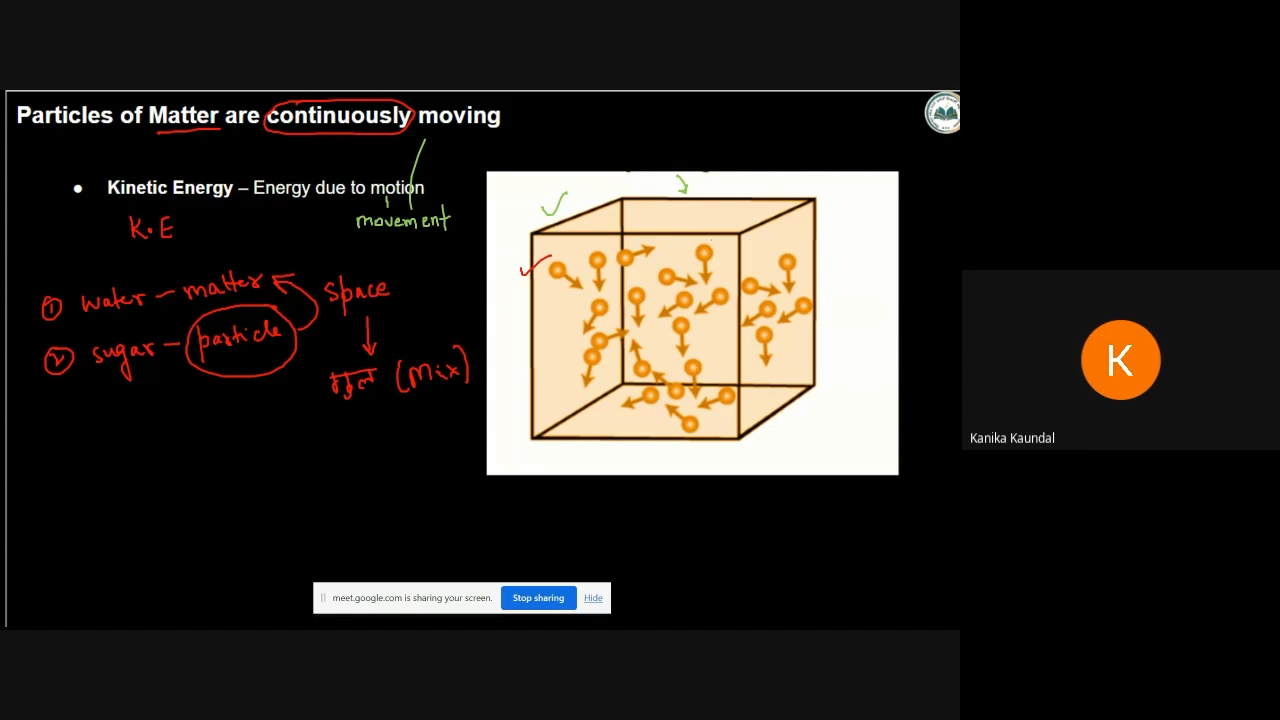 Particles of Matter are continuously moving
● Kinetic Energy – Energy due to motion
movement
K.E
① water – matter
space
② sugar – particle
(Mix)
K
Kanika Kaundal
meet.google.com is sharing your screen.
Stop sharing
Hide